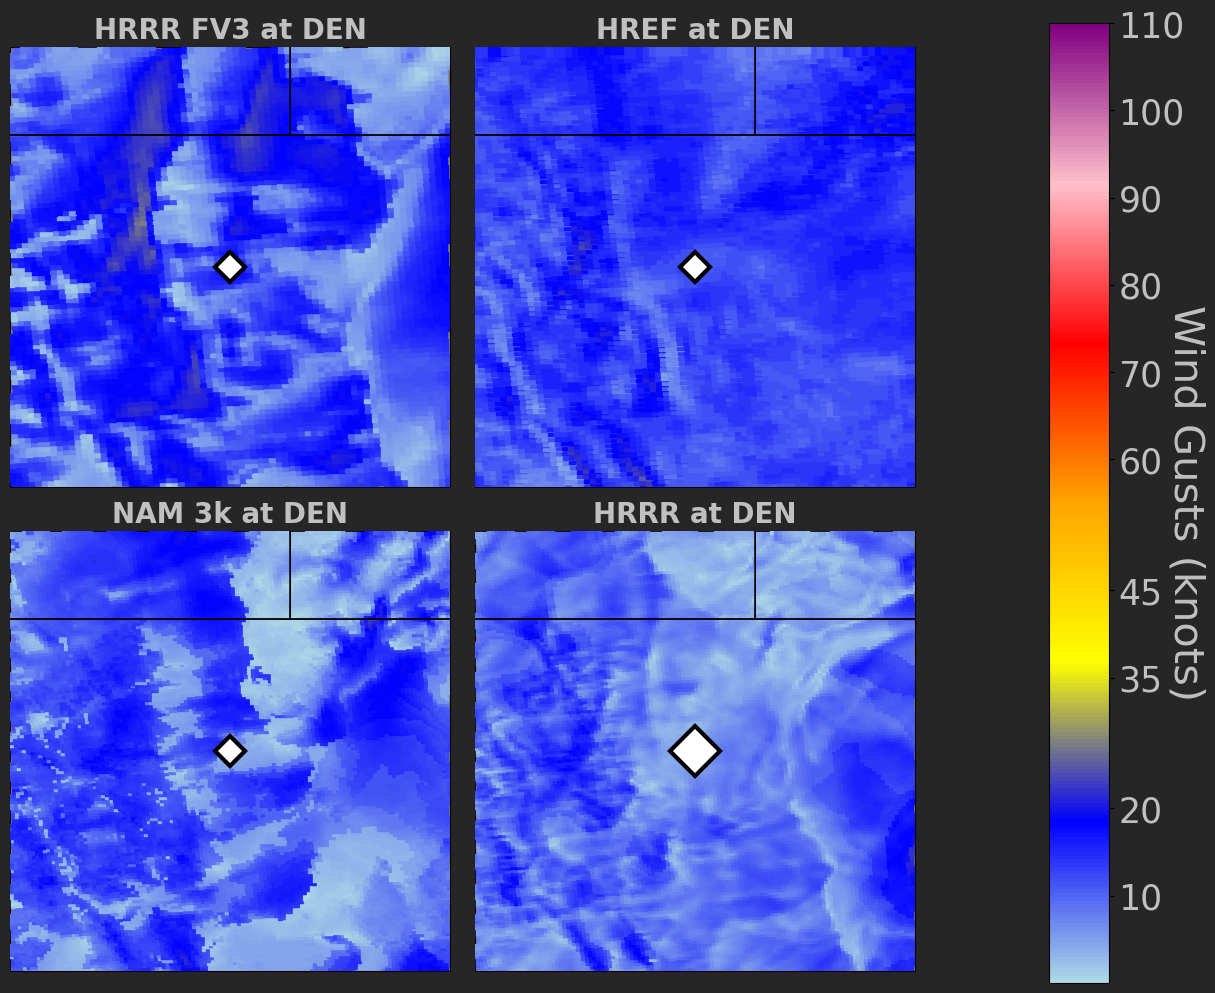 HRRR FV3 at DEN
HREF at DEN
NAM 3k at DEN
HRRR at DEN
110
100
90
80
70
60
45
35
20
10
Wind Gusts (knots)